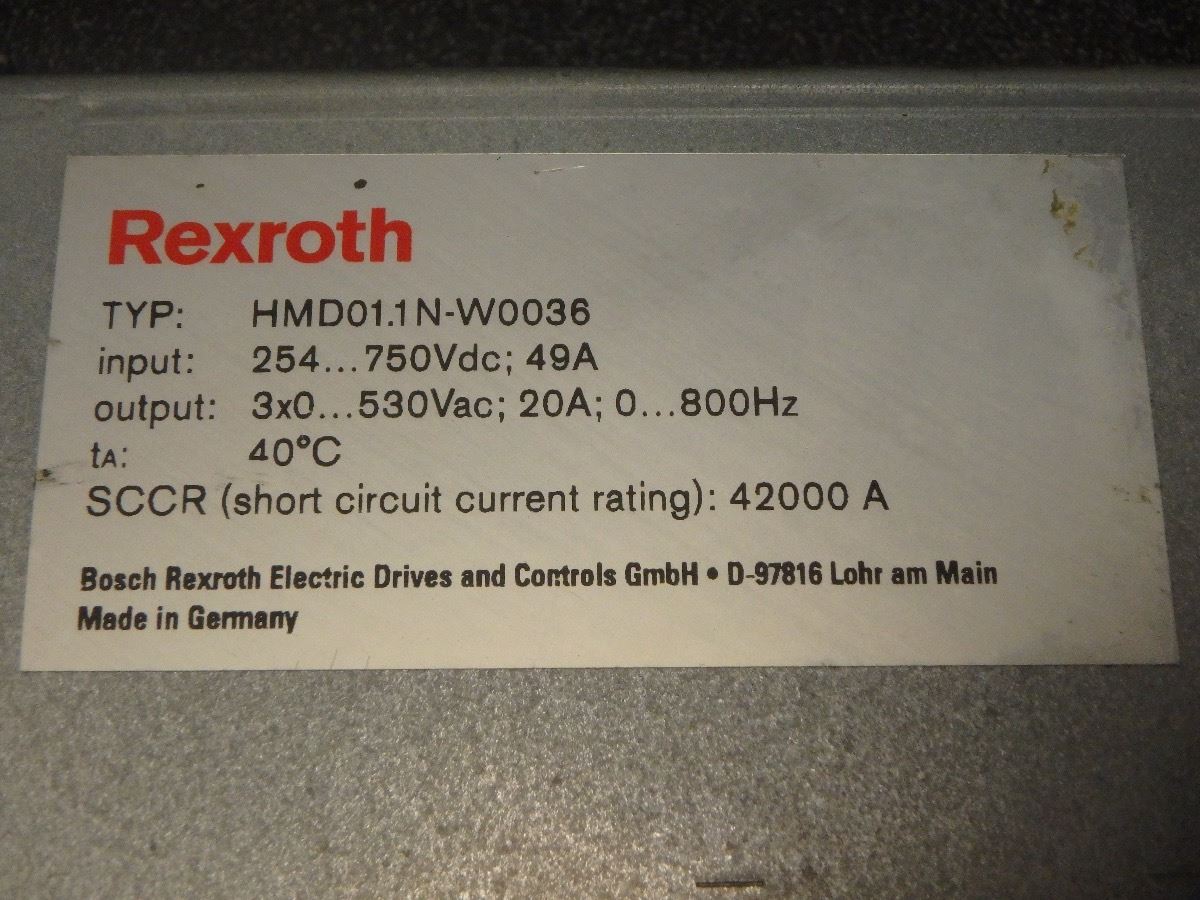 Rexroth
TYP: HMD01.1N-W0036
input: 254...750Vdc; 49A
output: 3x0...530Vac; 20A; 0...800Hz
tA: 40°C
SCCR (short circuit current rating): 42000 A
Bosch Rexroth Electric Drives and Controls GmbH • D-97816 Lohr am Main
Made in Germany